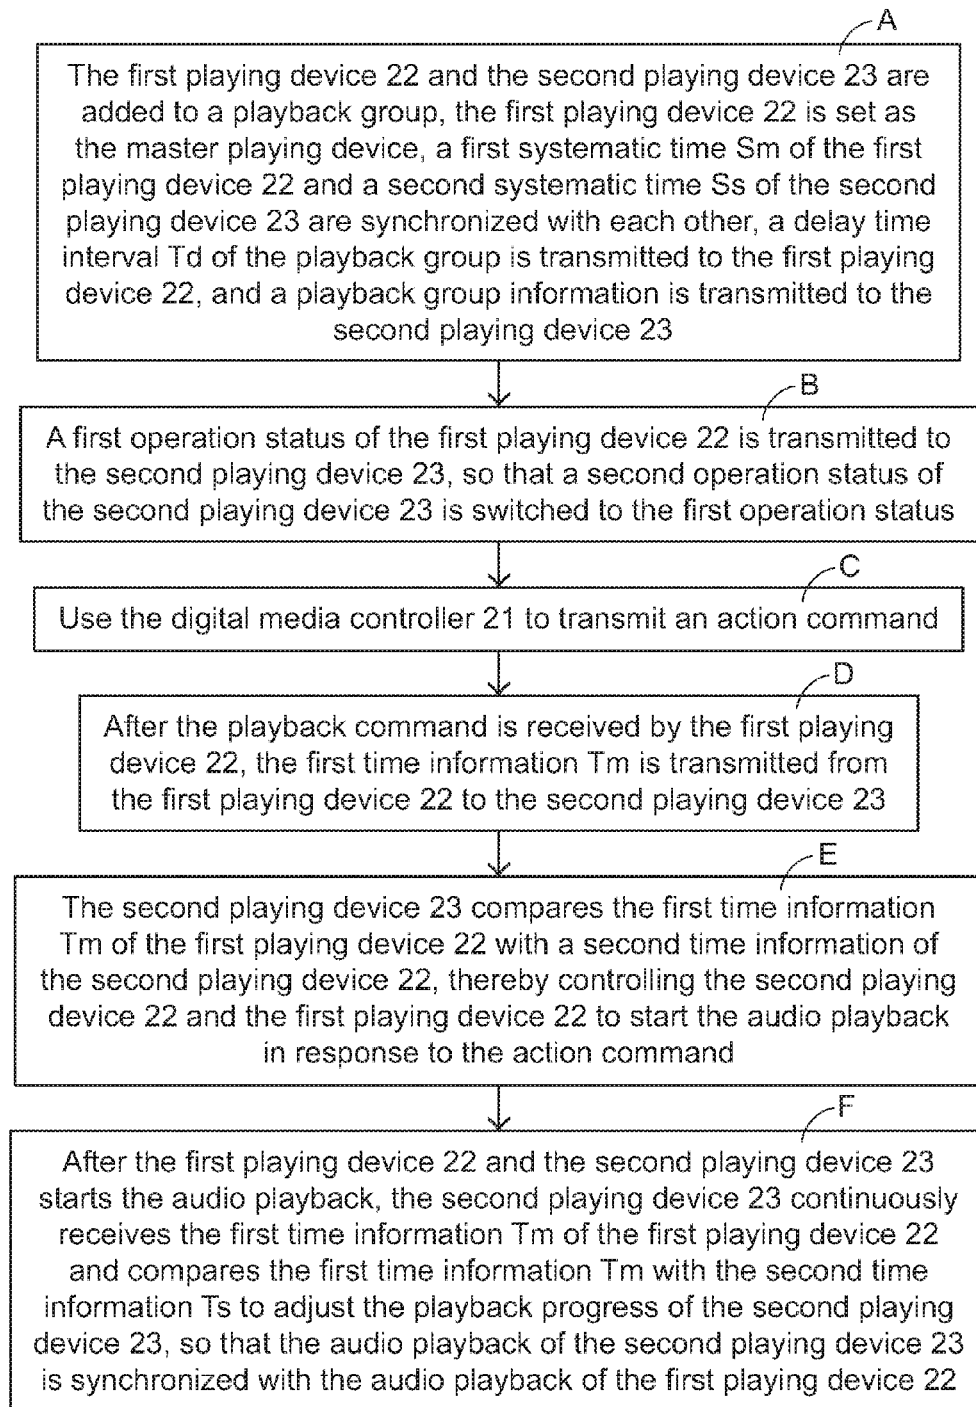 A
The first playing device 22 and the second playing device 23 are
added to a playback group, the first playing device 22 is set as
the master playing device, a first systematic time Sm of the first
playing device 22 and a second systematic time Ss of the second
playing device 23 are synchronized with each other, a delay time
interval Td of the playback group is transmitted to the first playing
device 22, and a playback group information is transmitted to the
second playing device 23
B
A first operation status of the first playing device 22 is transmitted to
the second playing device 23, so that a second operation status of
the second playing device 23 is switched to the first operation status
C
Use the digital media controller 21 to transmit an action command
D
After the playback command is received by the first playing
device 22, the first time information Tm is transmitted from
the first playing device 22 to the second playing device 23
E
The second playing device 23 compares the first time information
Tm of the first playing device 22 with a second time information of
the second playing device 22, thereby controlling the second playing
device 22 and the first playing device 22 to start the audio playback
in response to the action command
F
After the first playing device 22 and the second playing device 23
starts the audio playback, the second playing device 23 continuously
receives the first time information Tm of the first playing device 22
and compares the first time information Tm with the second time
information Ts to adjust the playback progress of the second playing
device 23, so that the audio playback of the second playing device 23
is synchronized with the audio playback of the first playing device 22